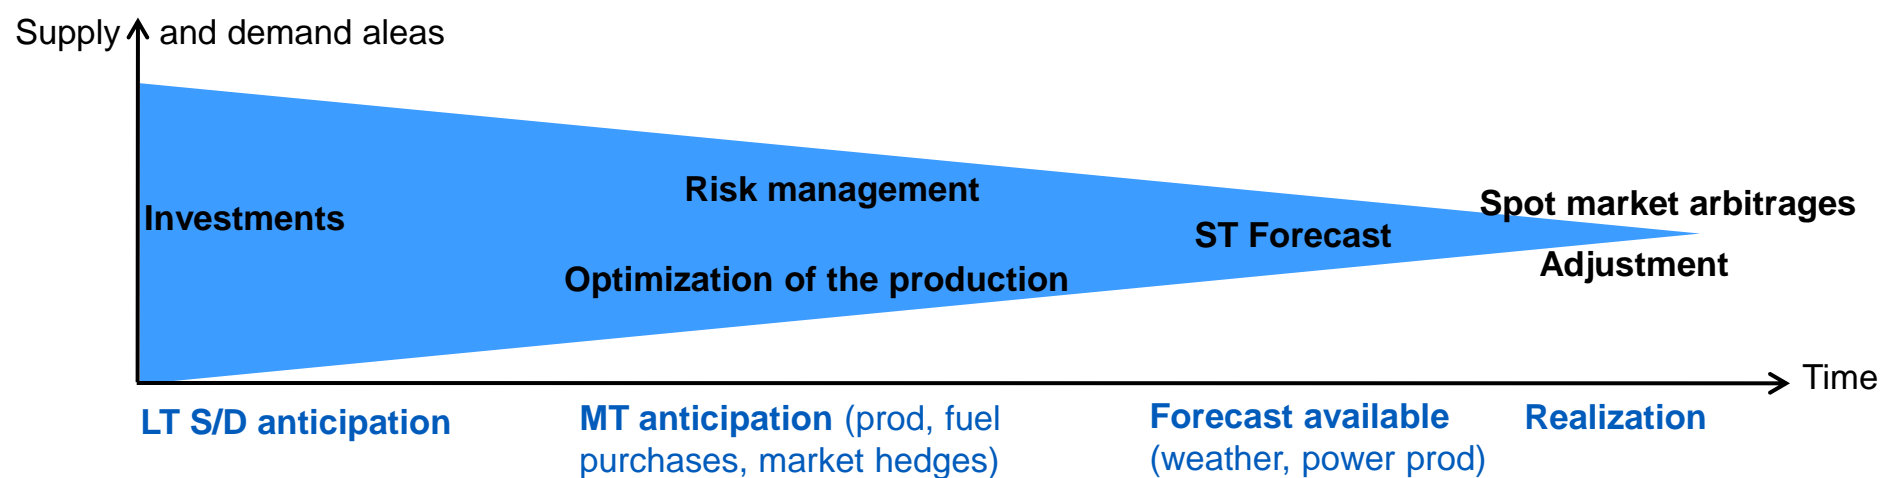 Supply and demand aleas
Investments
Risk management
Optimization of the production
ST Forecast
Spot market arbitrages
Adjustment
Time
LT S/D anticipation
MT anticipation (prod, fuel
purchases, market hedges)
Forecast available
(weather, power prod)
Realization